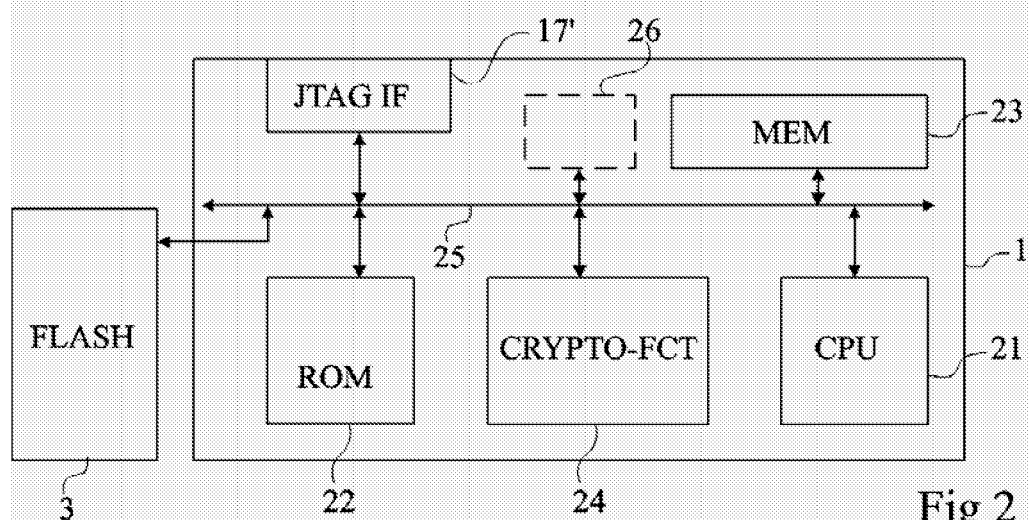 17'
26
JTAG IF
MEM
23
25
1
FLASH
ROM
CRYPTO-FCT
CPU
21
3
22
24
Fig 2